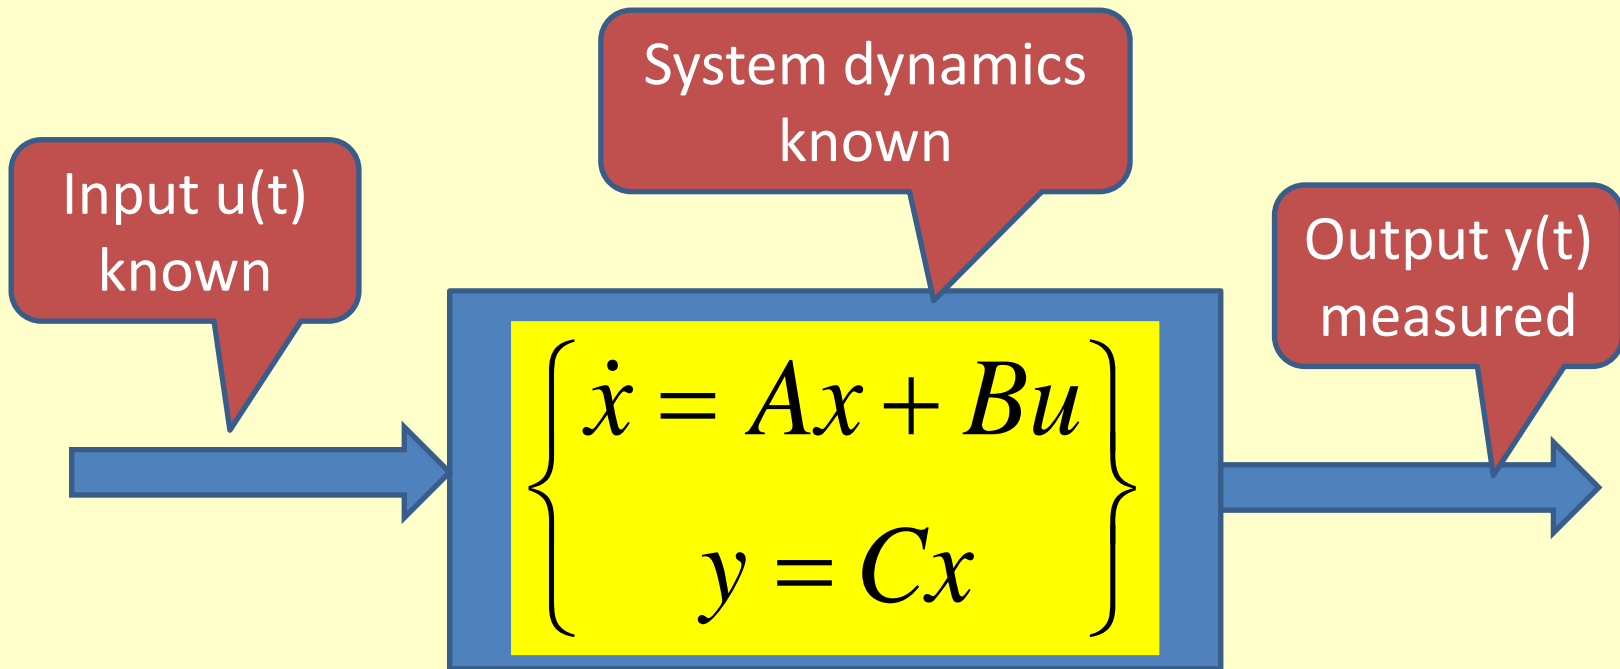 System dynamics
known
Input u(t)
known
Output y(t)
measured
ẋ = Ax + Bu
y = Cx